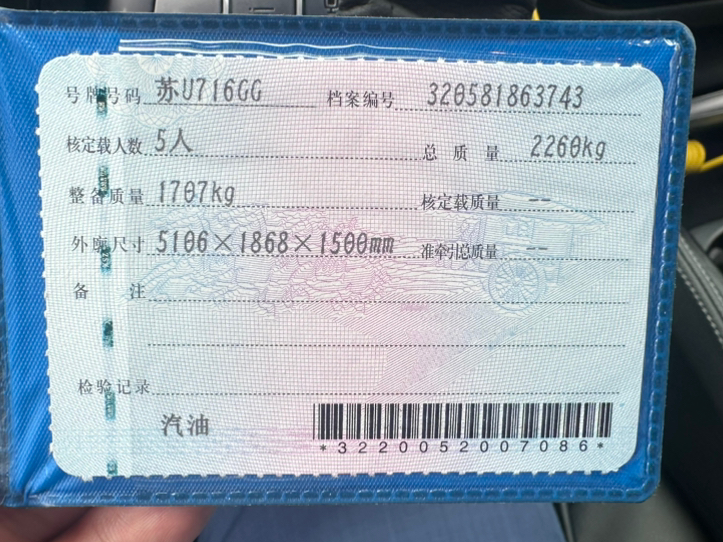 号牌号码 苏U716GG 档案编号 320581863743
核定载人数 5人 总质量 2260kg
整备质量 1707kg 核定载质量 --
外廓尺寸 5106×1868×1500mm 准牵引总质量 --
备注
检验记录
汽油
*3220052007086*